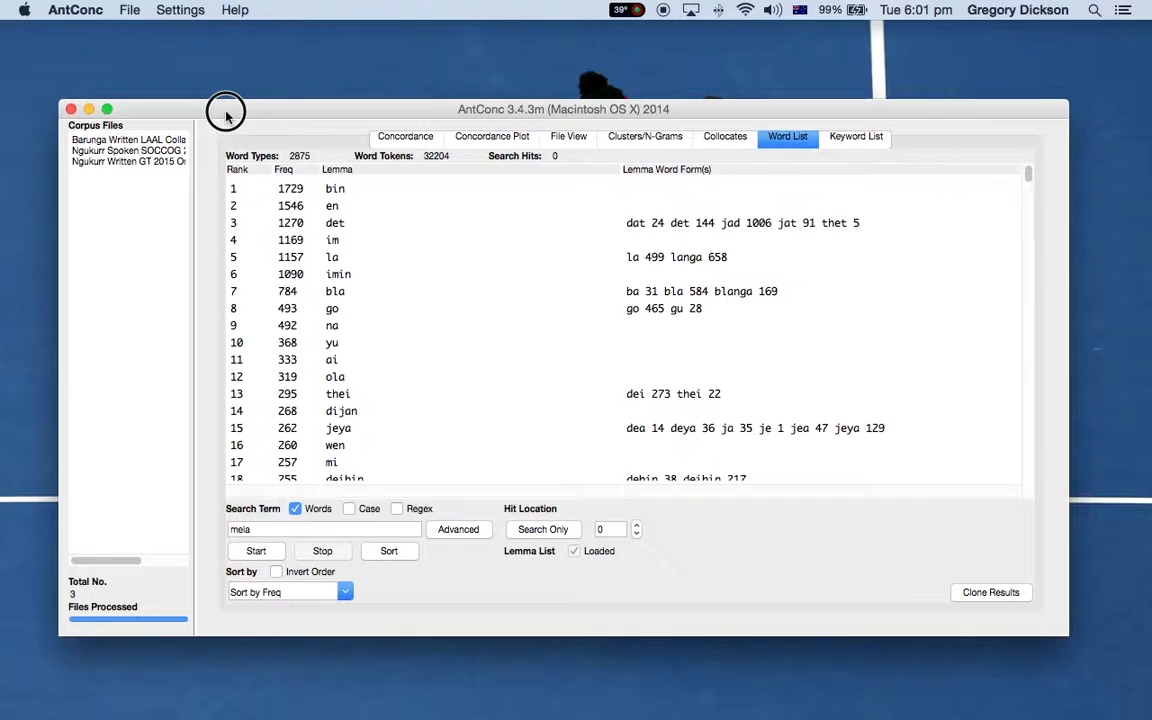 AntConc File Settings Help 39° 99% Tue 6:01 pm Gregory Dickson
AntConc 3.4.3m (Macintosh OS X) 2014
Corpus Files
Barunga Written LAAL Colla
Ngukurr Spoken SOCCOG 2
Ngukurr Written GT 2015 Or
Total No.
3
Files Processed
Concordance Concordance Plot File View Clusters/N-Grams Collocates Word List Keyword List
Word Types: 2875 Word Tokens: 32204 Search Hits: 0
Rank Freq Lemma Lemma Word Form(s)
1 1729 bin
2 1546 en
3 1270 det dat 24 det 144 jad 1006 jat 91 thet 5
4 1169 im
5 1157 la la 499 langa 658
6 1090 imin
7 784 bla ba 31 bla 584 blanga 169
8 493 go go 465 gu 28
9 492 na
10 368 yu
11 333 ai
12 319 ola
13 295 thei dei 273 thei 22
14 268 dijan
15 262 jeya dea 14 deya 36 ja 35 je 1 jea 47 jeya 129
16 260 wen
17 257 mi
18 255 deibin debin 38 deibin 217
Search Term Words Case Regex Hit Location
mela Advanced Search Only 0
Start Stop Sort Lemma List Loaded
Sort by Invert Order
Sort by Freq Clone Results